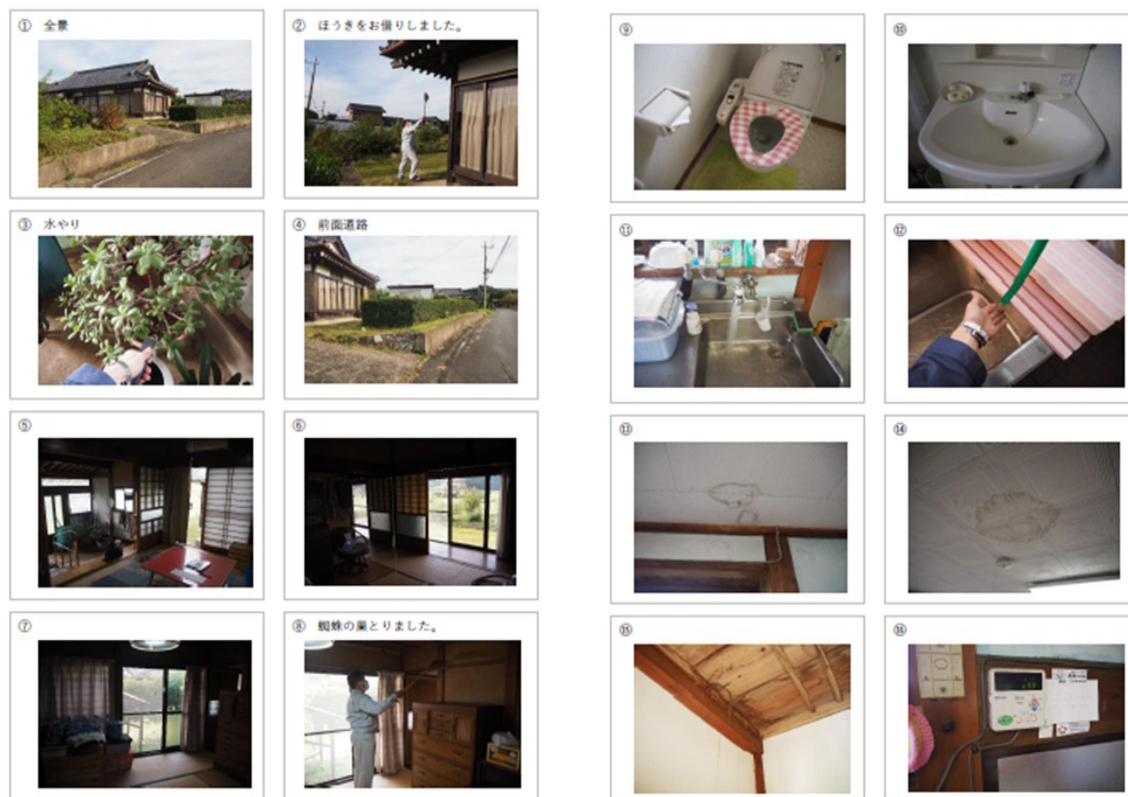 ① 全景
② ほうきをお借りしました。
③ 水やり
④ 前面道路
⑤
⑥
⑦
⑧ 蜘蛛の巣とりました。
⑨
⑩
⑪
⑫
⑬
⑭
⑮
⑯